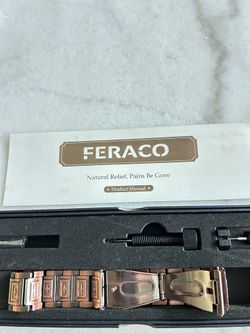 FERACO
Natural Relief, Pains Be Gone
• Product Manual •